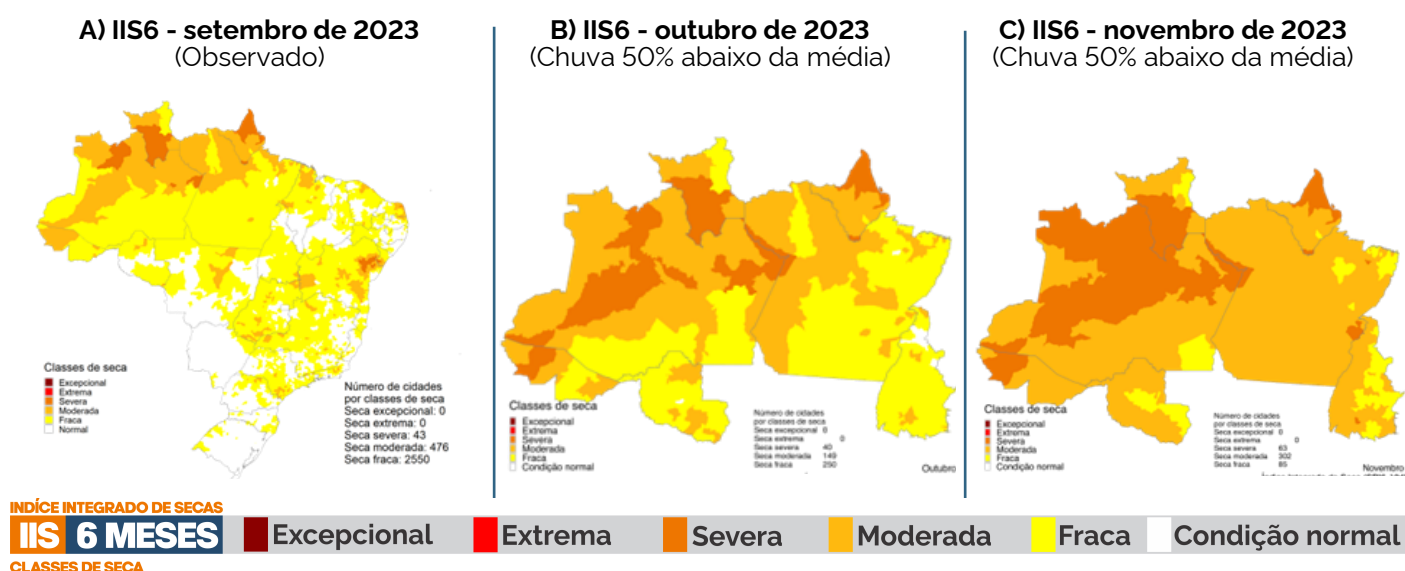 A) IIS6 - setembro de 2023
(Observado)
B) IIS6 - outubro de 2023
(Chuva 50% abaixo da média)
C) IIS6 - novembro de 2023
(Chuva 50% abaixo da média)
Classes de seca
Excepcional
Extrema
Severa
Moderada
Fraca
Normal
Número de cidades
por classes de seca
Seca excepcional: 0
Seca extrema: 0
Seca severa: 43
Seca moderada: 476
Seca fraca: 2550
Classes de seca
Excepcional
Extrema
Severa
Moderada
Fraca
Condição normal
Número de cidades
por classes de seca
Seca excepcional 0
Seca extrema 0
Seca severa 40
Seca moderada 149
Seca fraca 250
Outubro
Classes de seca
Excepcional
Extrema
Severa
Moderada
Fraca
Condição normal
Número de cidades
por classes de seca
Seca excepcional 0
Seca extrema 0
Seca severa 63
Seca moderada 302
Seca fraca 85
Novembro
INDÍCE INTEGRADO DE SECAS
IIS 6 MESES
CLASSES DE SECA
Excepcional
Extrema
Severa
Moderada
Fraca
Condição normal